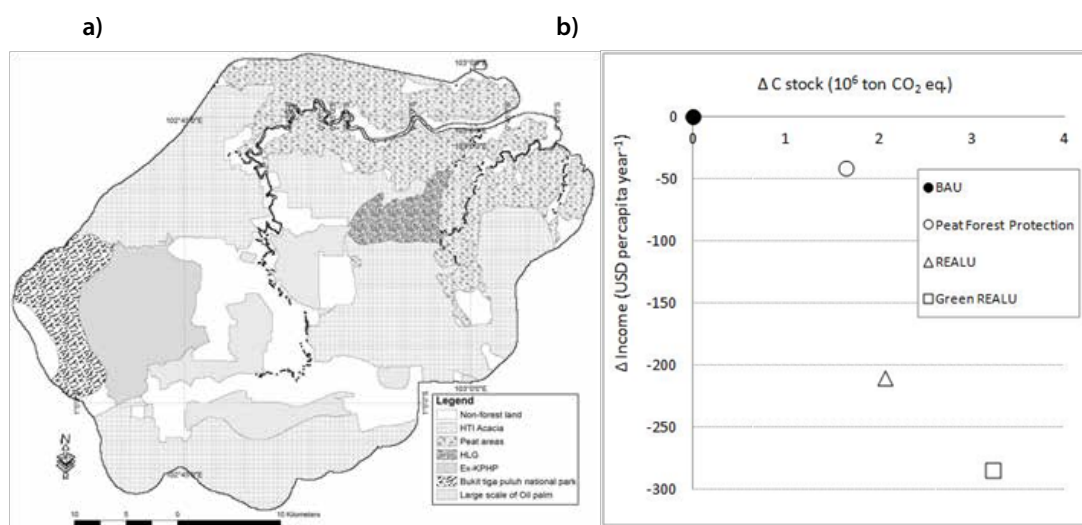 a)
b)
103°0'0"E
102°45'0"E
Legend
Non-forest land
HTI Acacia
Peat areas
HLG
Ex-KPHP
Bukit tiga puluh national park
Large scale of Oil palm
N
103°0'0"E
102°45'0"E
10 5 0 10 Kilometers
Δ C stock (10⁶ ton CO₂ eq.)
0 1 2 3 4
Δ Income (USD percapita year⁻¹)
0
-50
-100
-150
-200
-250
-300
BAU
Peat Forest Protection
REALU
Green REALU